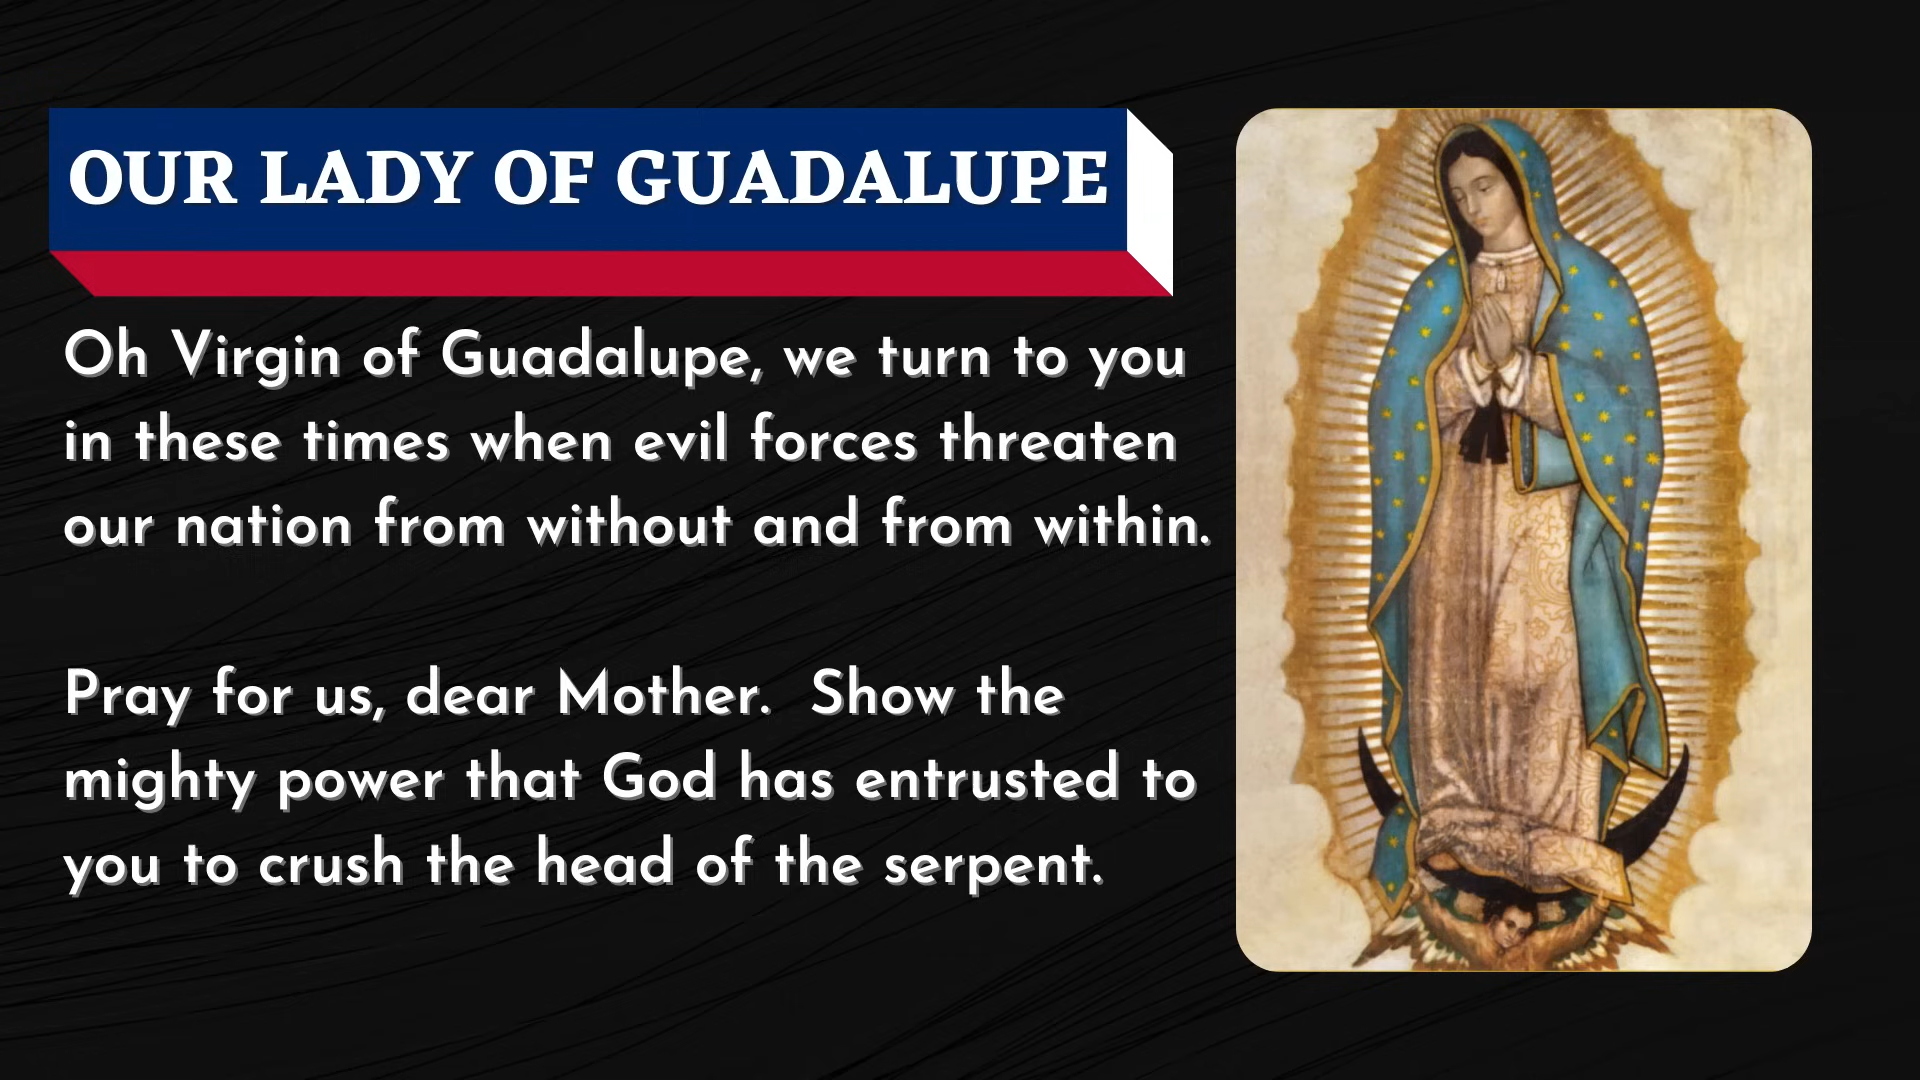 OUR LADY OF GUADALUPE
Oh Virgin of Guadalupe, we turn to you
in these times when evil forces threaten
our nation from without and from within.
Pray for us, dear Mother.  Show the
mighty power that God has entrusted to
you to crush the head of the serpent.